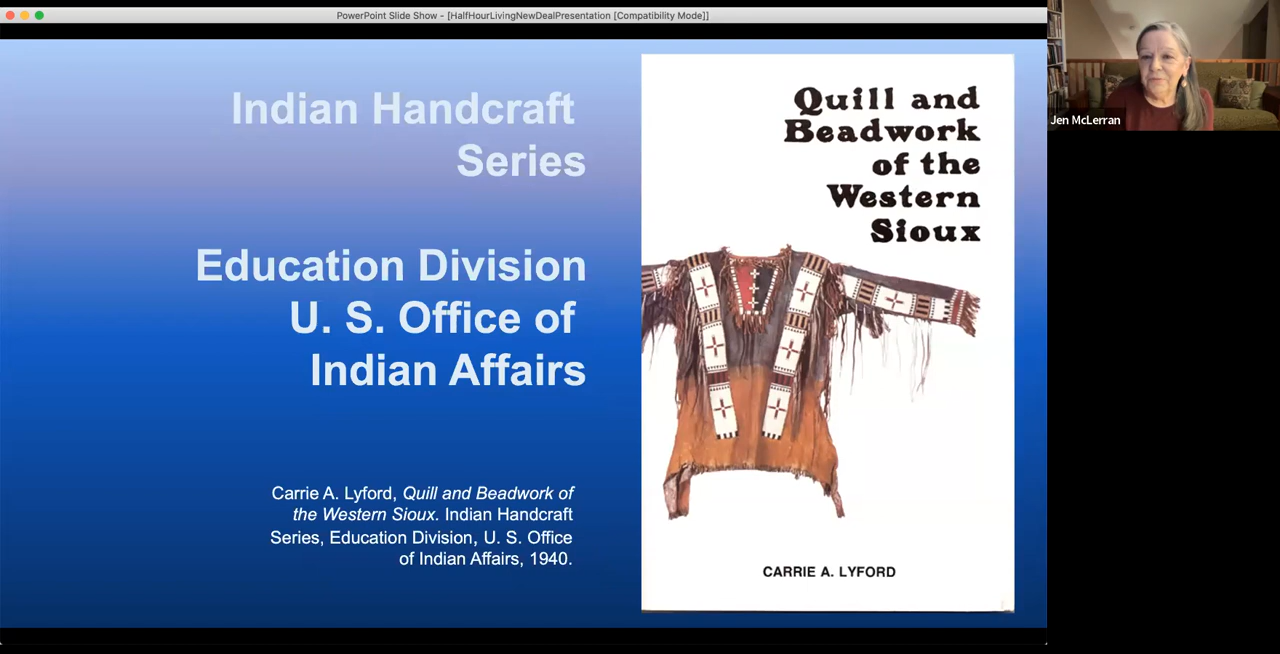 PowerPoint Slide Show - [HalfHourLivingNewDealPresentation [Compatibility Mode]]
Indian Handcraft
Series
Education Division
U. S. Office of
Indian Affairs
Carrie A. Lyford, Quill and Beadwork of
the Western Sioux. Indian Handcraft
Series, Education Division, U. S. Office
of Indian Affairs, 1940.
Quill and
Beadwork
of the
Western
Sioux
CARRIE A. LYFORD
Jen McLerran